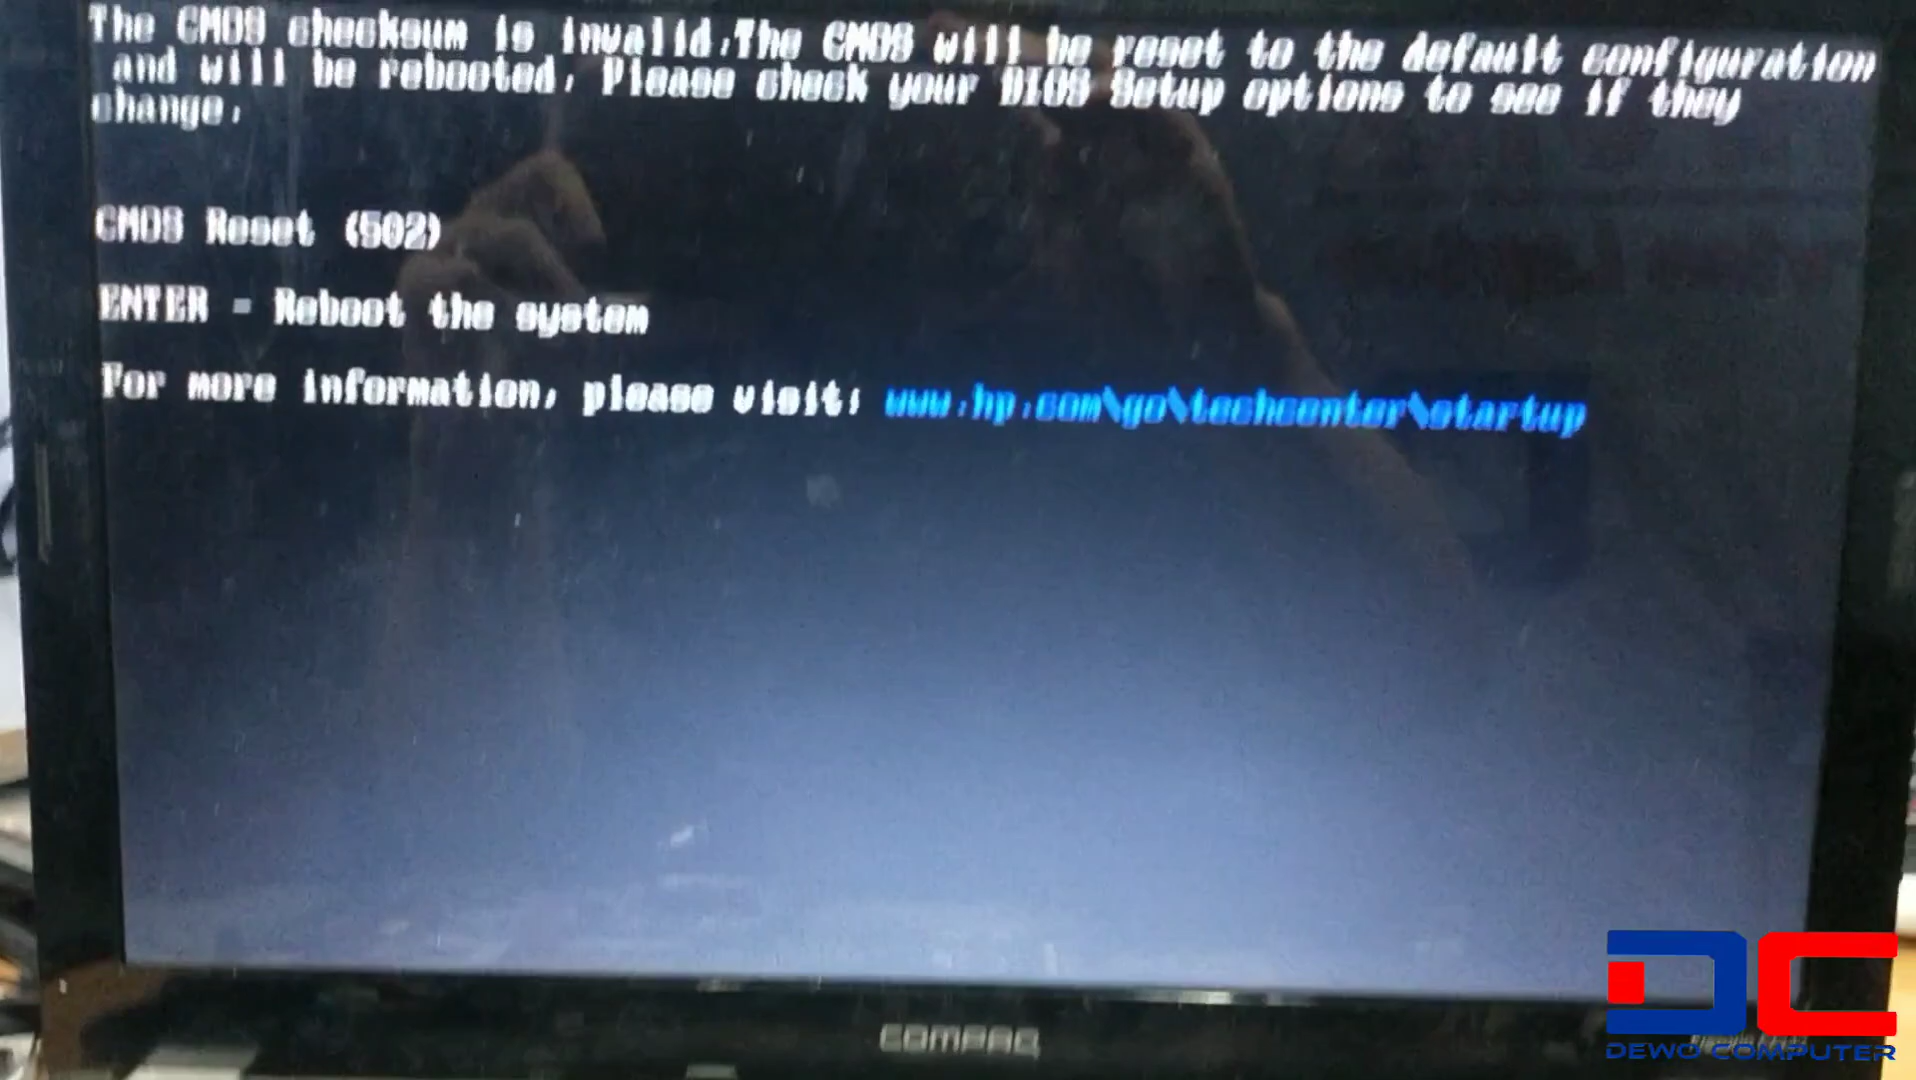 The CMOS checksum is invalid.The CMOS will be reset to the default configuration
and will be rebooted. Please check your BIOS Setup options to see if they
change.
CMOS Reset (502)
ENTER - Reboot the system
For more information, please visit: www.hp.com\go\techcenter\startup
COMPAQ
DC
DEWO COMPUTER